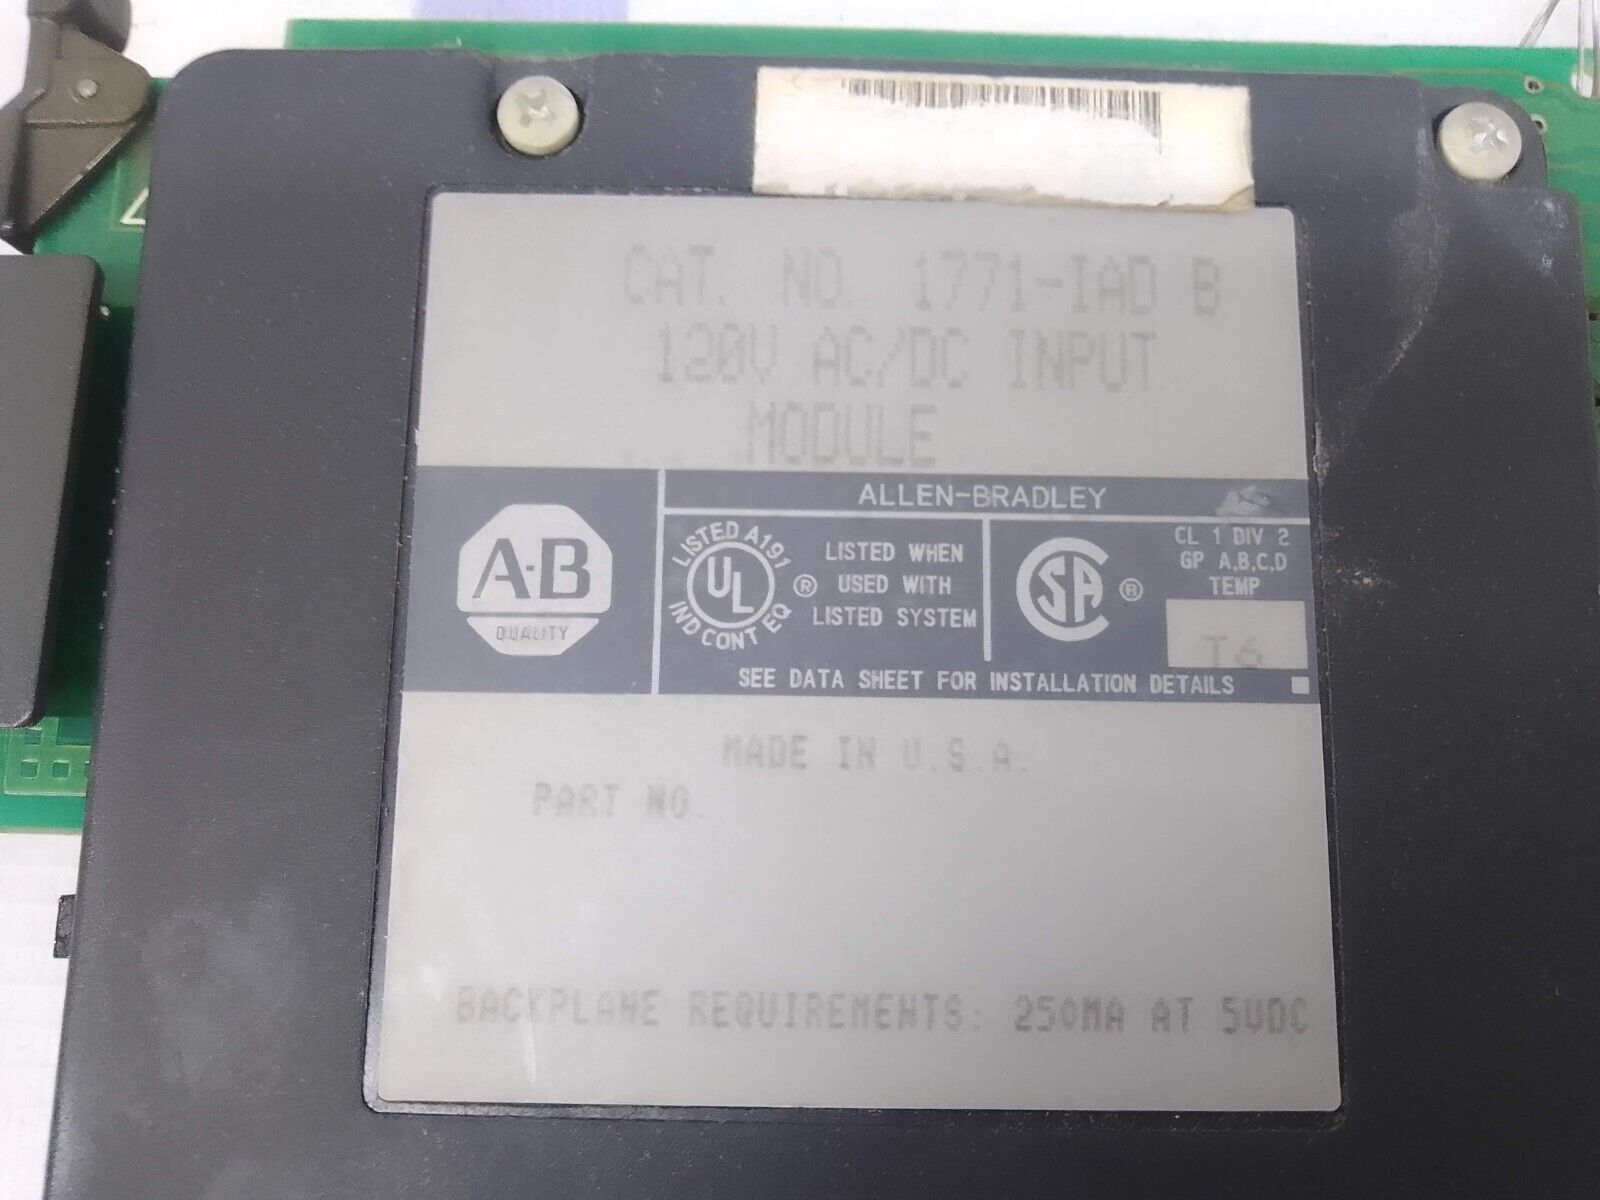 CAT. NO. 1771-IAD B
120V AC/DC INPUT
MODULE
ALLEN-BRADLEY
A-B
QUALITY
LISTED A191
UL
IND CONT EQ
®
LISTED WHEN
USED WITH
LISTED SYSTEM
SA
®
CL 1 DIV 2
GP A,B,C,D
TEMP
T6
SEE DATA SHEET FOR INSTALLATION DETAILS
MADE IN U.S.A.
PART NO.
BACKPLANE REQUIREMENTS: 250MA AT 5VDC